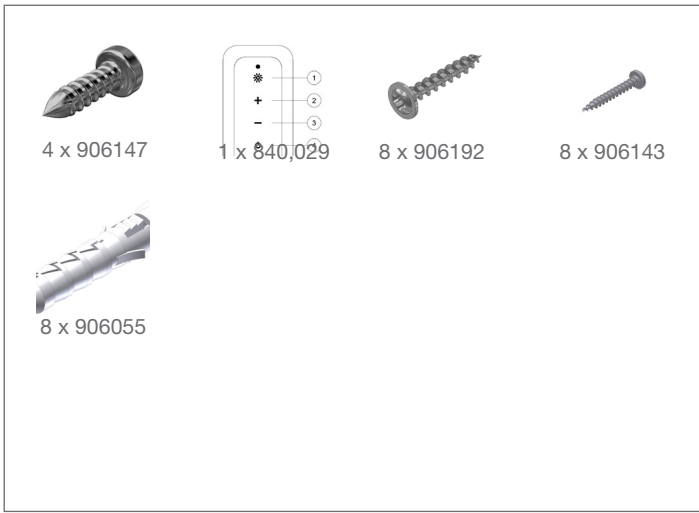 1
+ 2
− 3
4 x 906147
1 x 840,029
8 x 906192
8 x 906143
8 x 906055